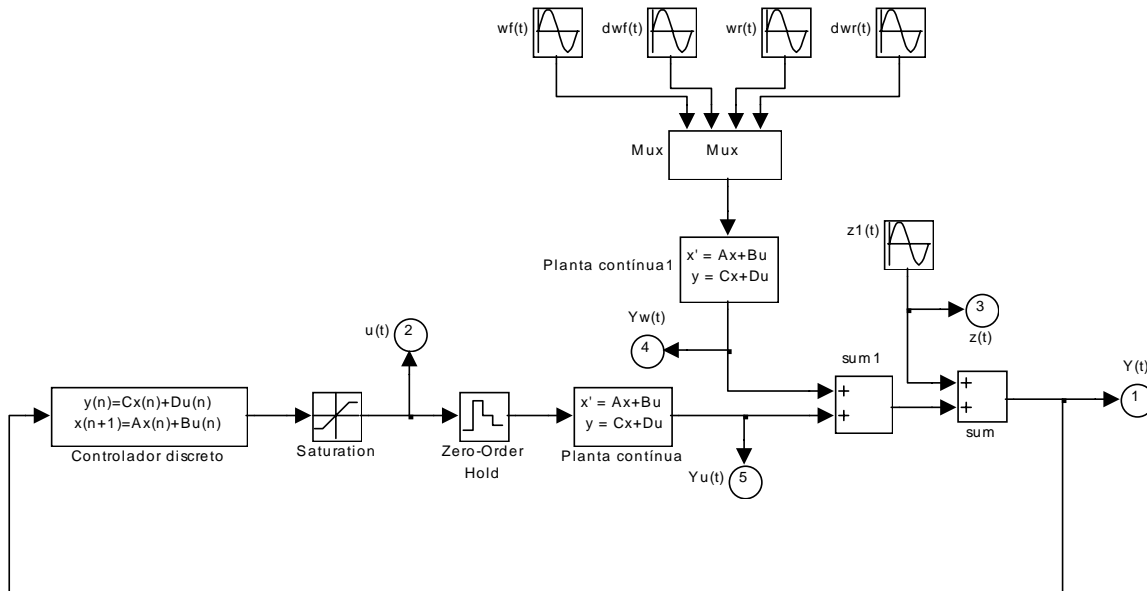 wf(t)
dwf(t)
wr(t)
dwr(t)
Mux
Mux
z1(t)
Planta contínua1
x' = Ax+Bu
y = Cx+Du
3
z(t)
Yw(t)
4
u(t)
2
sum1
Y(t)
1
y(n)=Cx(n)+Du(n)
x(n+1)=Ax(n)+Bu(n)
Controlador discreto
Saturation
Zero-Order
Hold
x' = Ax+Bu
y = Cx+Du
Planta contínua
+
+
+
+
sum
Yu(t)
5